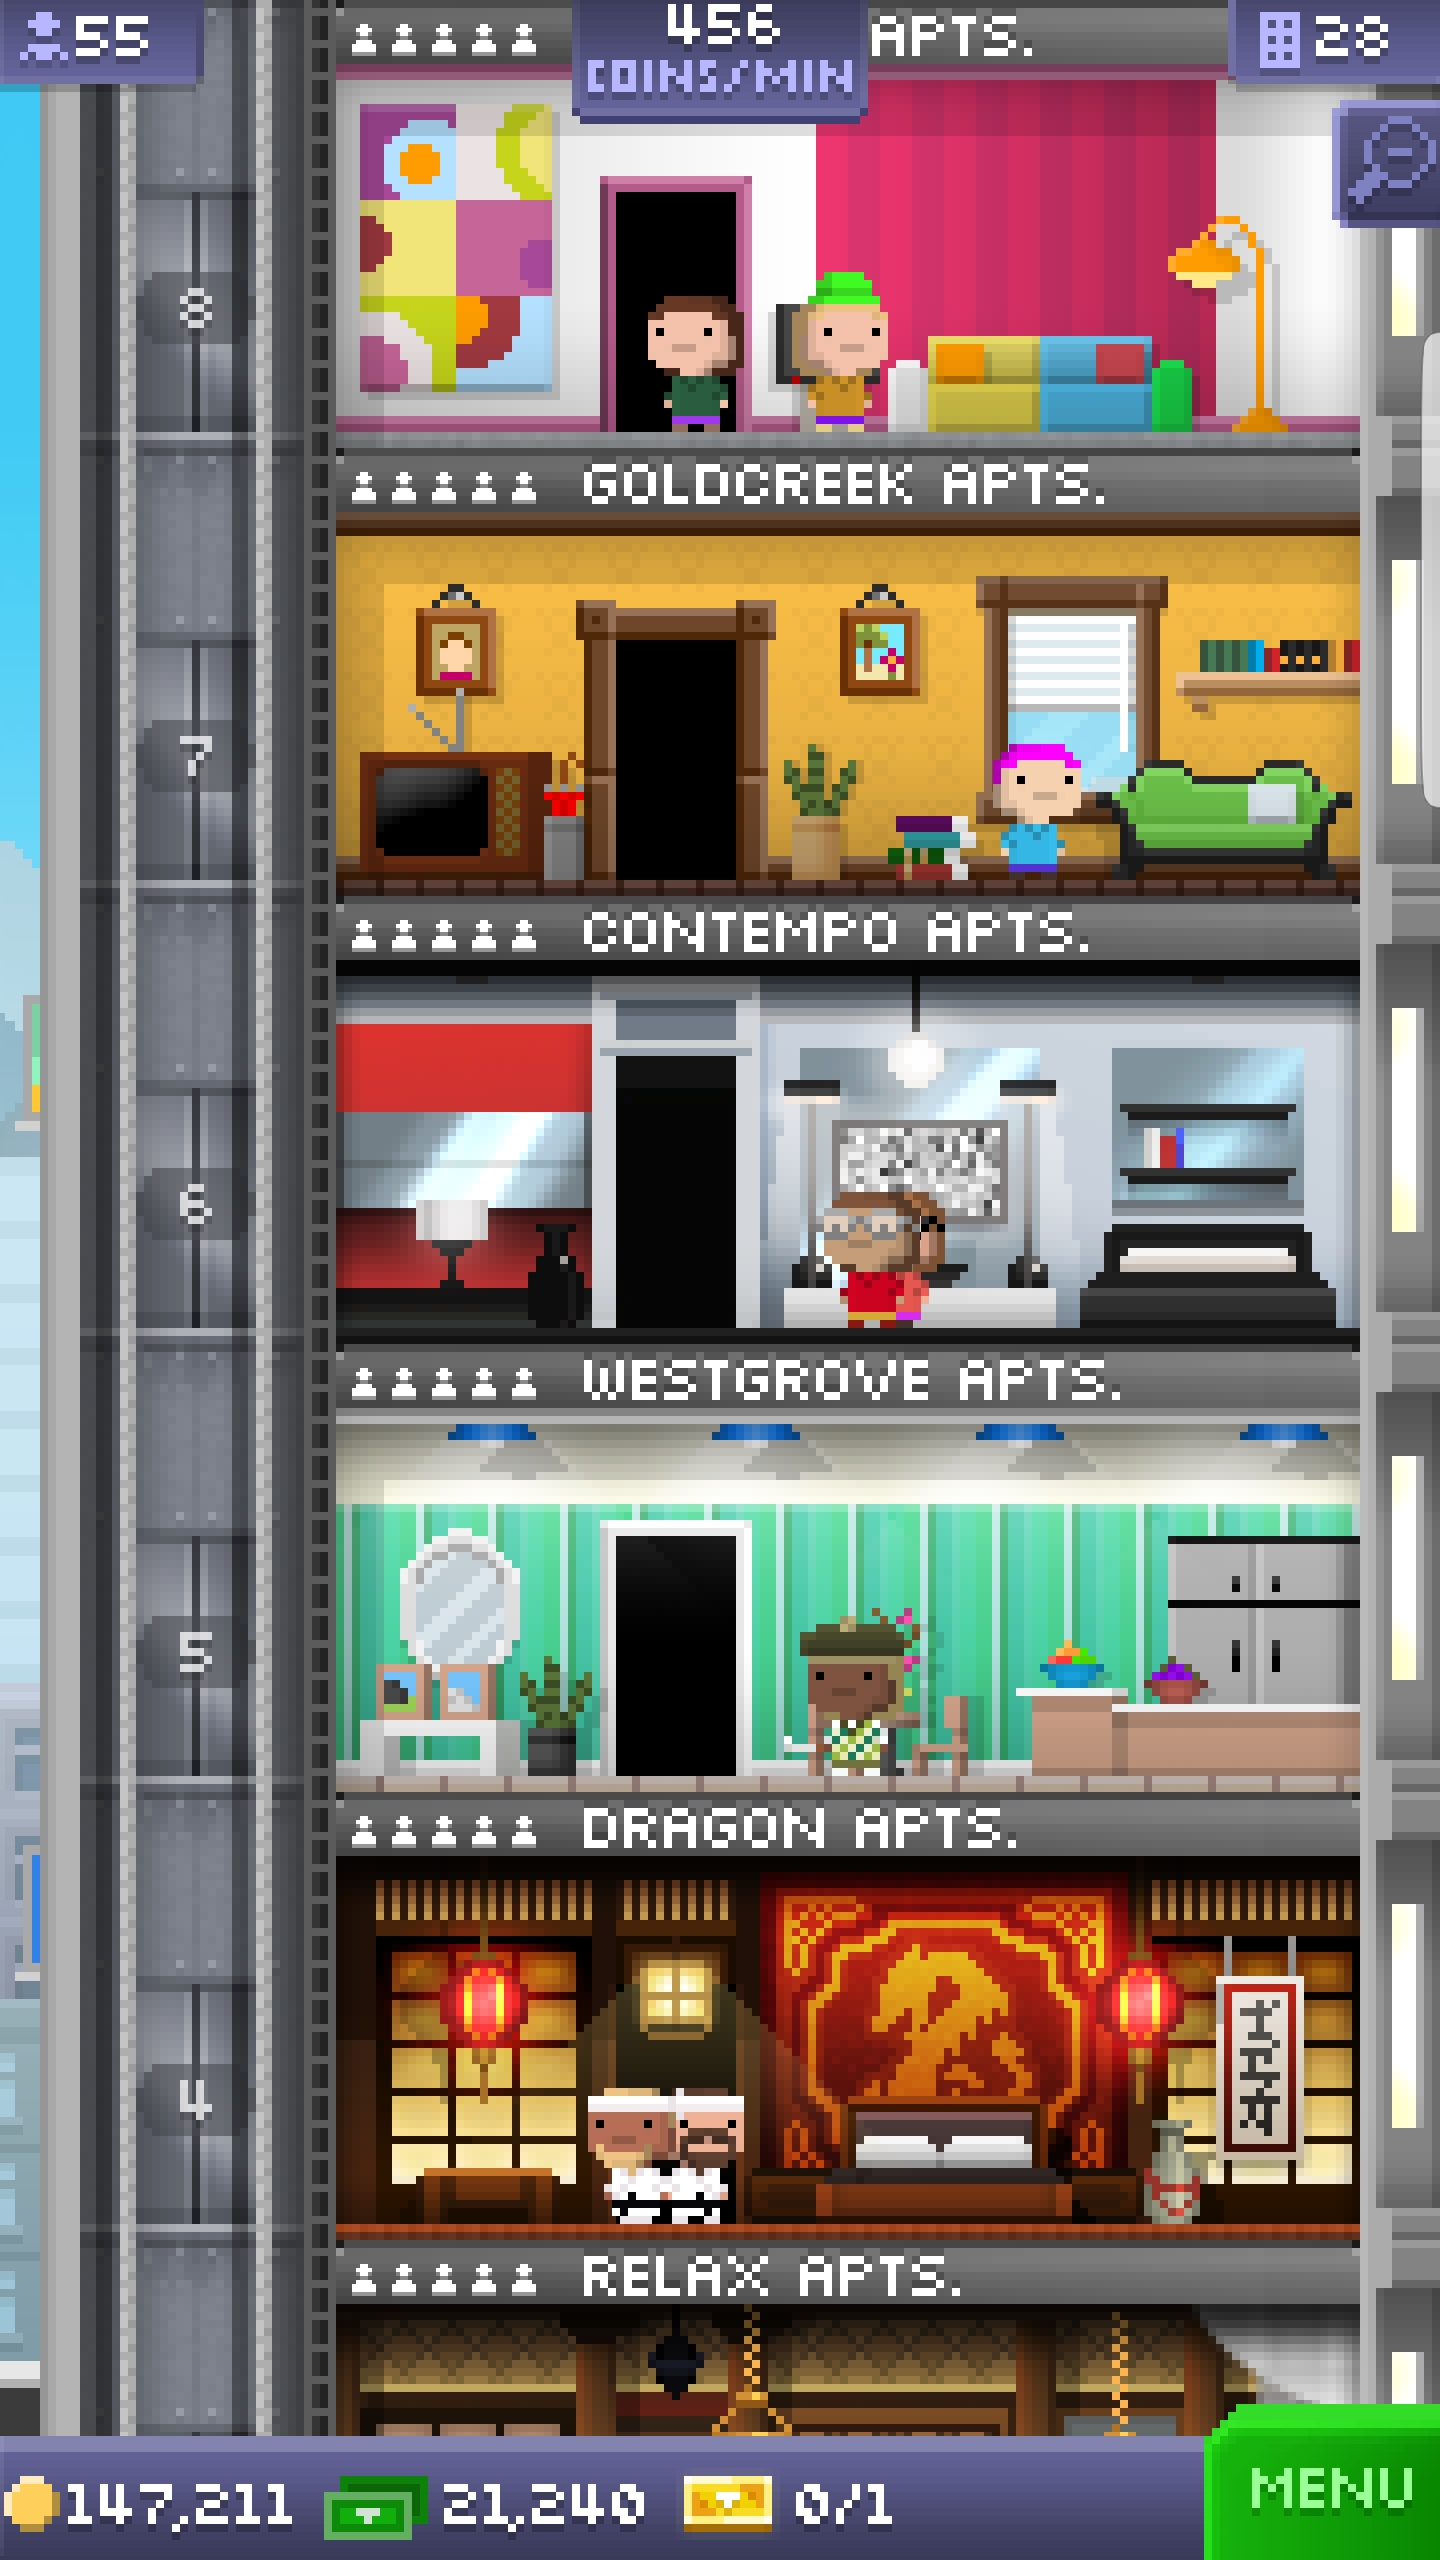 55
456
COINS/MIN
APTS.
28
8
GOLDCREEK APTS.
7
CONTEMPO APTS.
6
WESTGROVE APTS.
5
DRAGON APTS.
4
RELAX APTS.
147,211
21,240
0/1
MENU